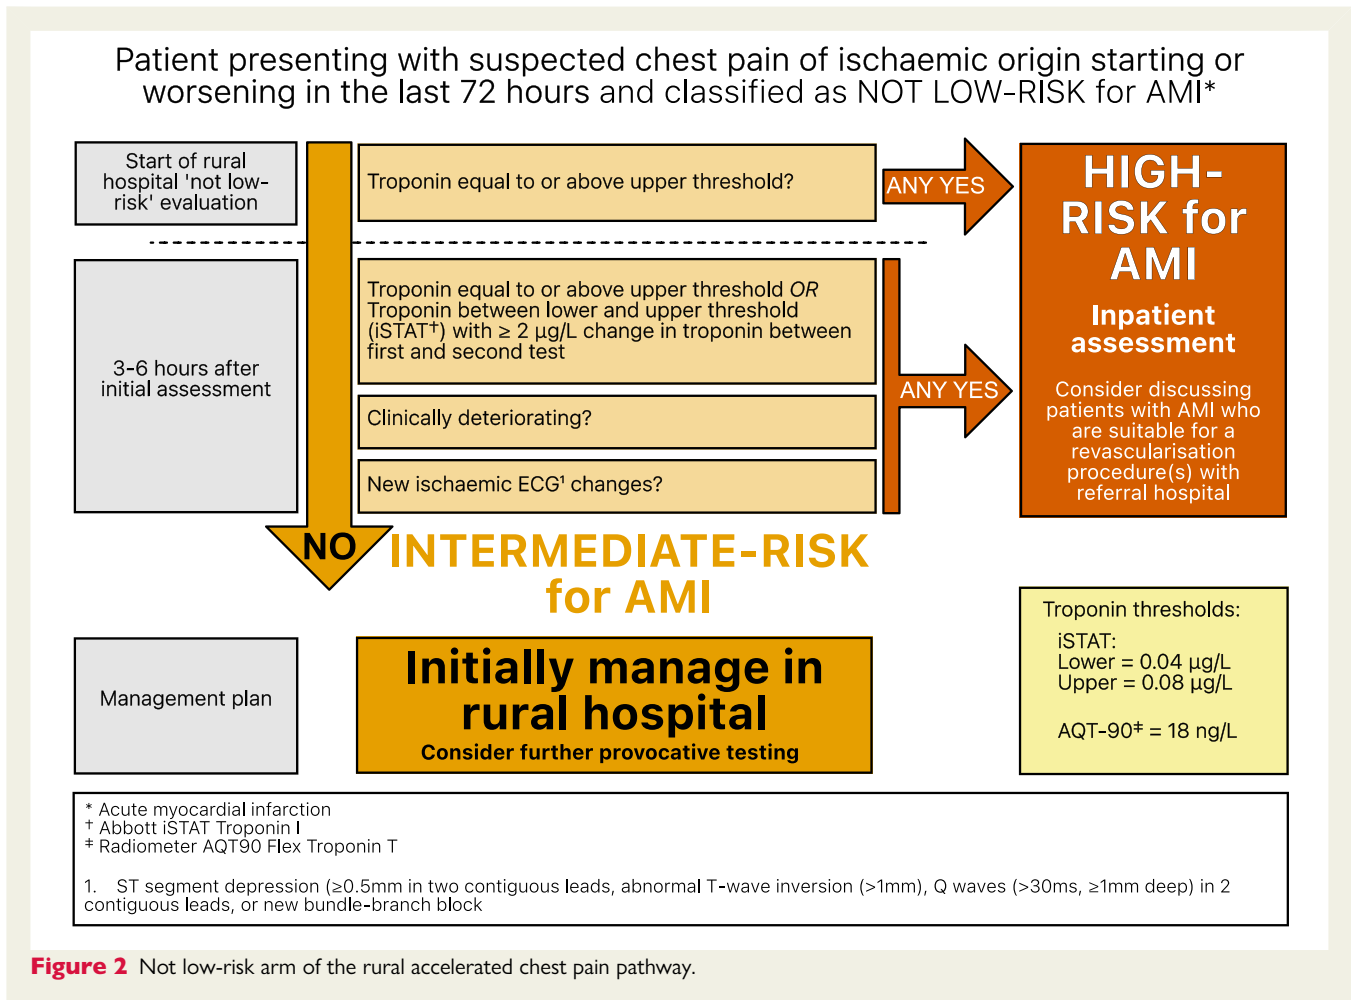 Patient presenting with suspected chest pain of ischaemic origin starting or
worsening in the last 72 hours and classified as NOT LOW-RISK for AMI*
Start of rural
hospital 'not low-
risk' evaluation
Troponin equal to or above upper threshold?
ANY YES
HIGH-
RISK for
AMI
Inpatient
assessment
Consider discussing
patients with AMI who
are suitable for a
revascularisation
procedure(s) with
referral hospital
3-6 hours after
initial assessment
Troponin equal to or above upper threshold OR
Troponin between lower and upper threshold
(iSTAT†) with ≥ 2 µg/L change in troponin between
first and second test
Clinically deteriorating?
New ischaemic ECG¹ changes?
ANY YES
NO
INTERMEDIATE-RISK
for AMI
Management plan
Initially manage in
rural hospital
Consider further provocative testing
Troponin thresholds:
iSTAT:
Lower = 0.04 µg/L
Upper = 0.08 µg/L
AQT-90‡ = 18 ng/L
* Acute myocardial infarction
† Abbott iSTAT Troponin I
‡ Radiometer AQT90 Flex Troponin T
1. ST segment depression (≥0.5mm in two contiguous leads, abnormal T-wave inversion (>1mm), Q waves (>30ms, ≥1mm deep) in 2
contiguous leads, or new bundle-branch block
Figure 2 Not low-risk arm of the rural accelerated chest pain pathway.